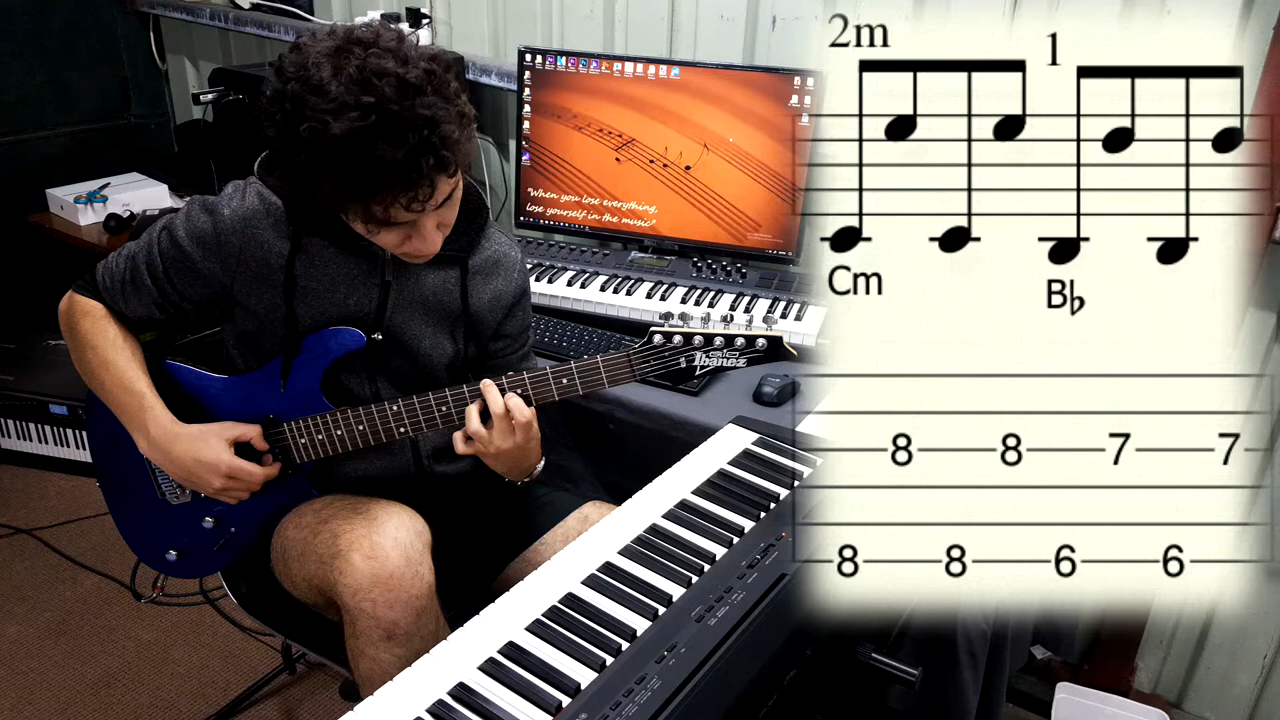 2m 1
Cm B♭
8 8 7 7
8 8 6 6
"When you lose everything,
lose yourself in the music"
GIO
Ibanez